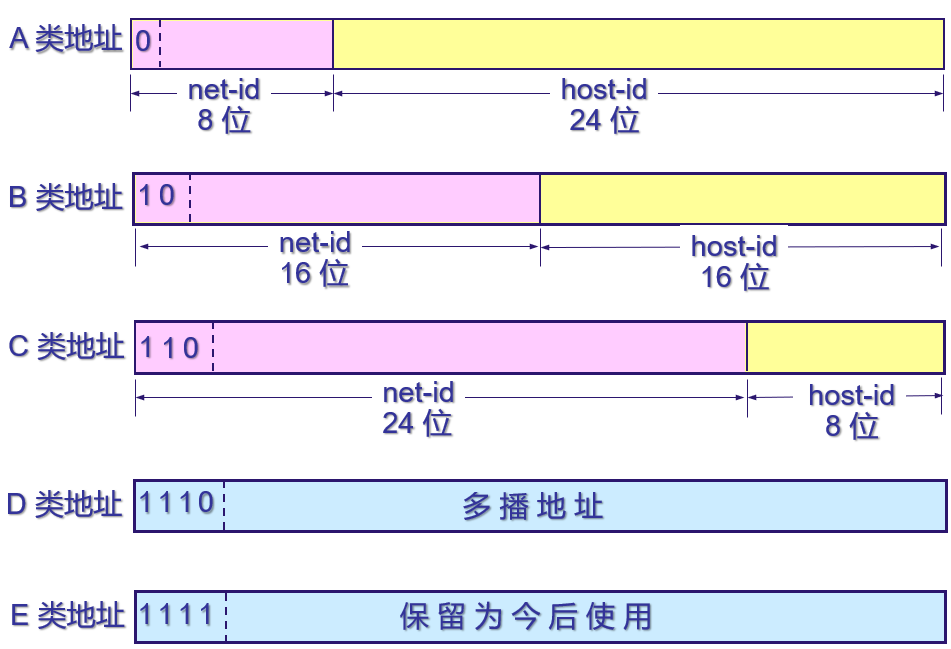 A 类地址 0
net-id host-id
8 位 24 位
B 类地址 1 0
net-id host-id
16 位 16 位
C 类地址 1 1 0
net-id host-id
24 位 8 位
D 类地址 1 1 1 0 多播地址
E 类地址 1 1 1 1 保留为今后使用